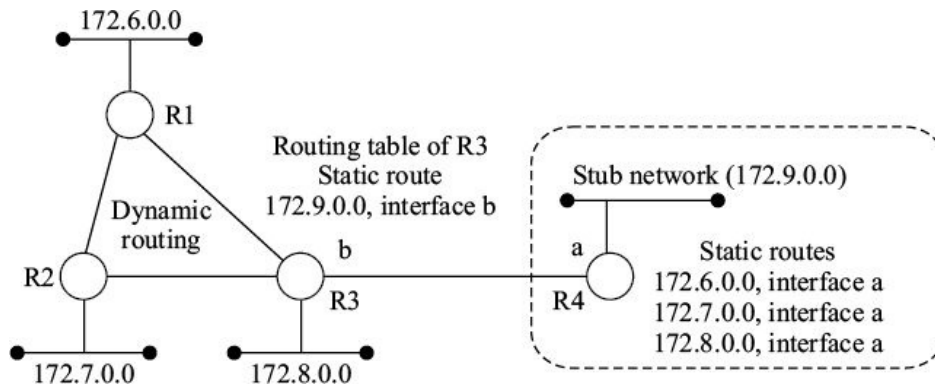 172.6.0.0
R1
Routing table of R3
Static route
172.9.0.0, interface b
Stub network (172.9.0.0)
Dynamic
routing
b
a
Static routes
172.6.0.0, interface a
172.7.0.0, interface a
172.8.0.0, interface a
R2
R3
R4
172.7.0.0
172.8.0.0